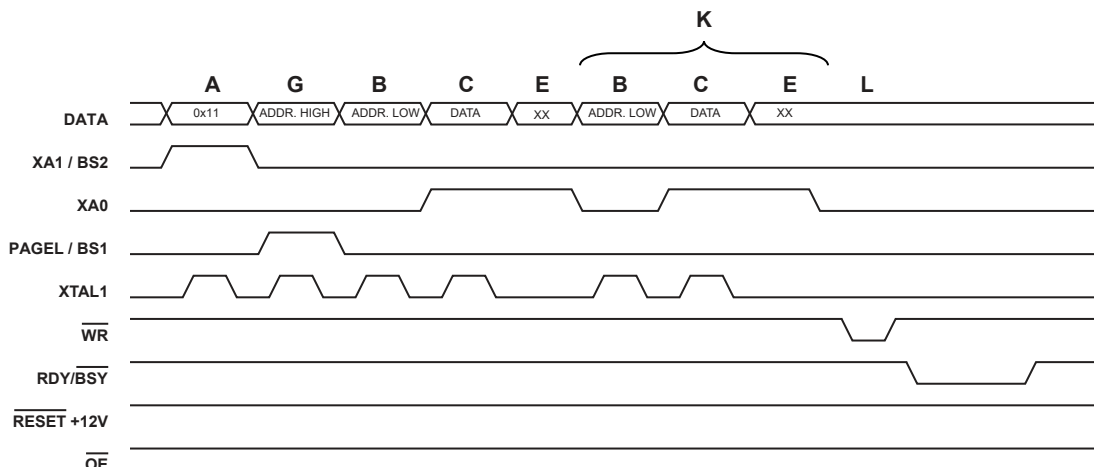 K
A G B C E B C E L
DATA 0x11 ADDR. HIGH ADDR. LOW DATA XX ADDR. LOW DATA XX
XA1 / BS2
XA0
PAGEL / BS1
XTAL1
WR
RDY/BSY
RESET +12V
OE